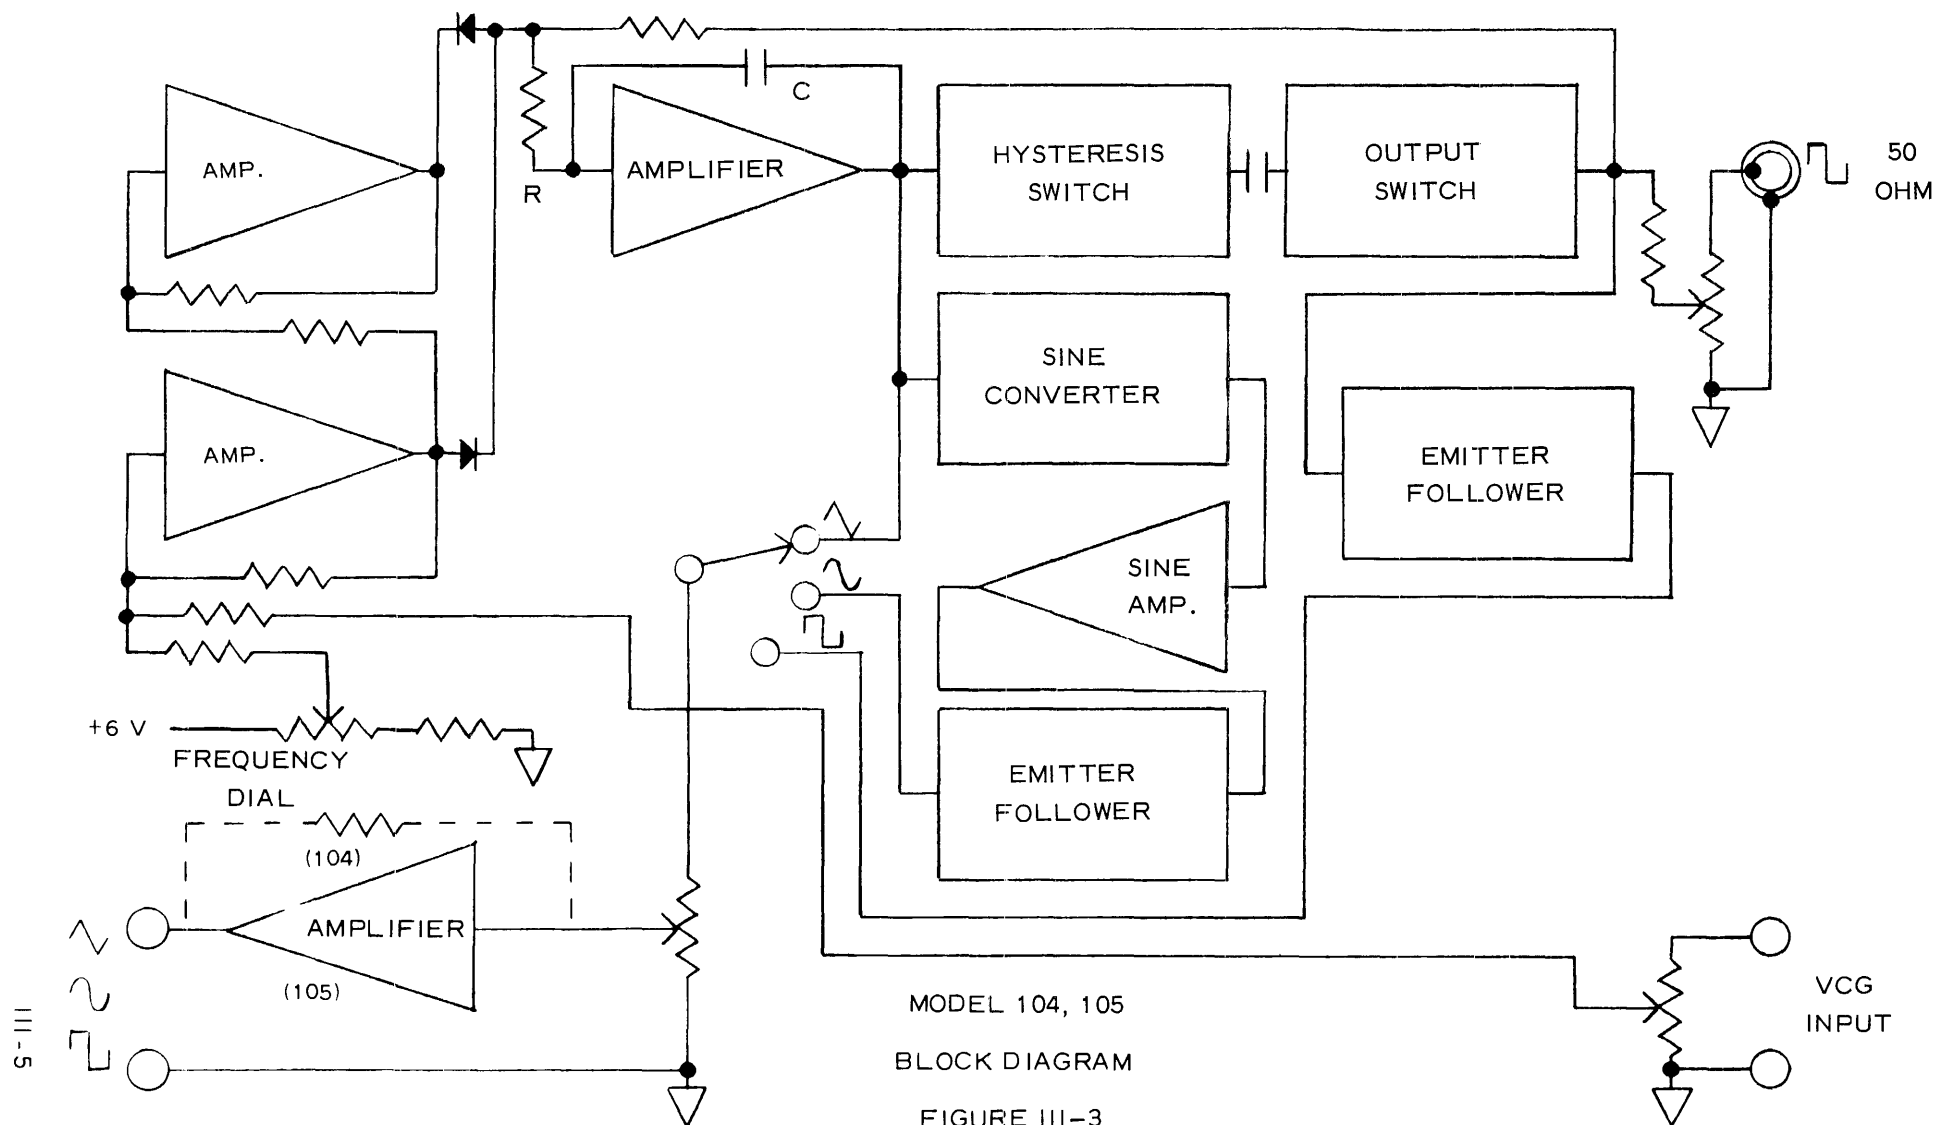 C
AMP.
AMPLIFIER
R
HYSTERESIS
SWITCH
OUTPUT
SWITCH
50
OHM
SINE
CONVERTER
AMP.
EMITTER
FOLLOWER
SINE
AMP.
+6 V
FREQUENCY
DIAL
EMITTER
FOLLOWER
(104)
AMPLIFIER
(105)
VCG
INPUT
MODEL 104, 105
BLOCK DIAGRAM
FIGURE III-3
III-5